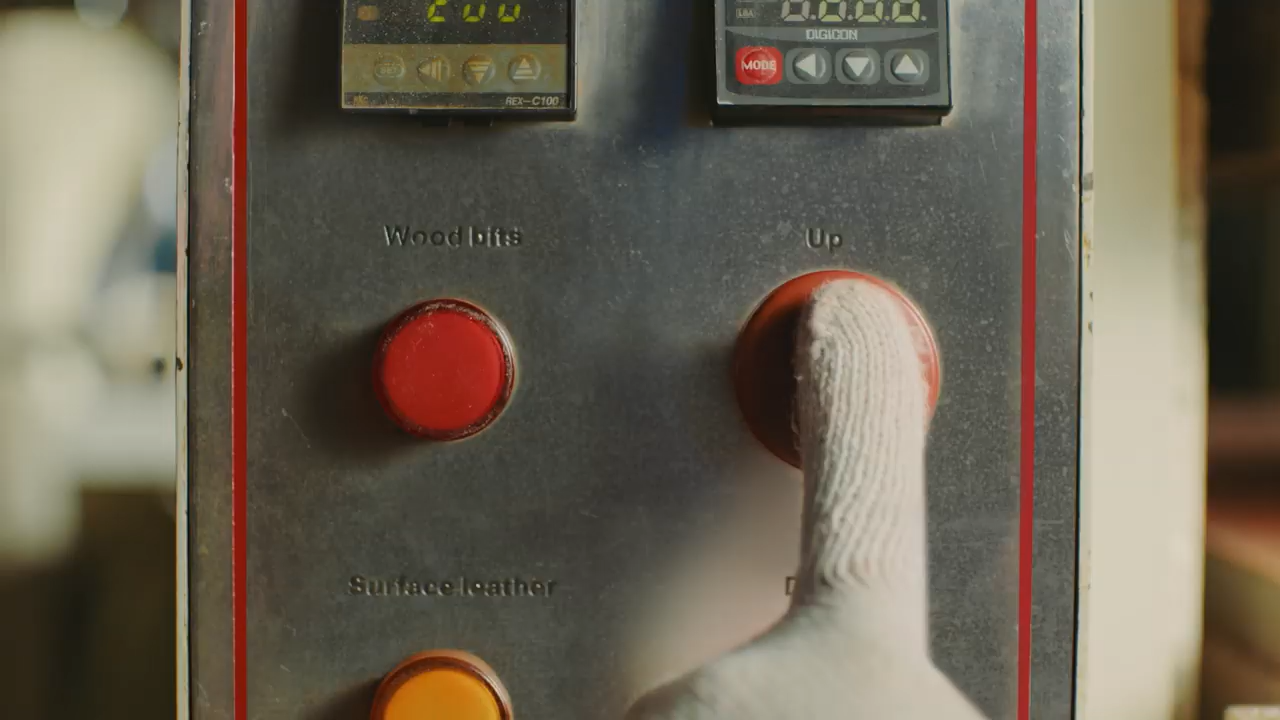 DIGICON
MODE
REX-C100
Wood bits
Up
Surface leather